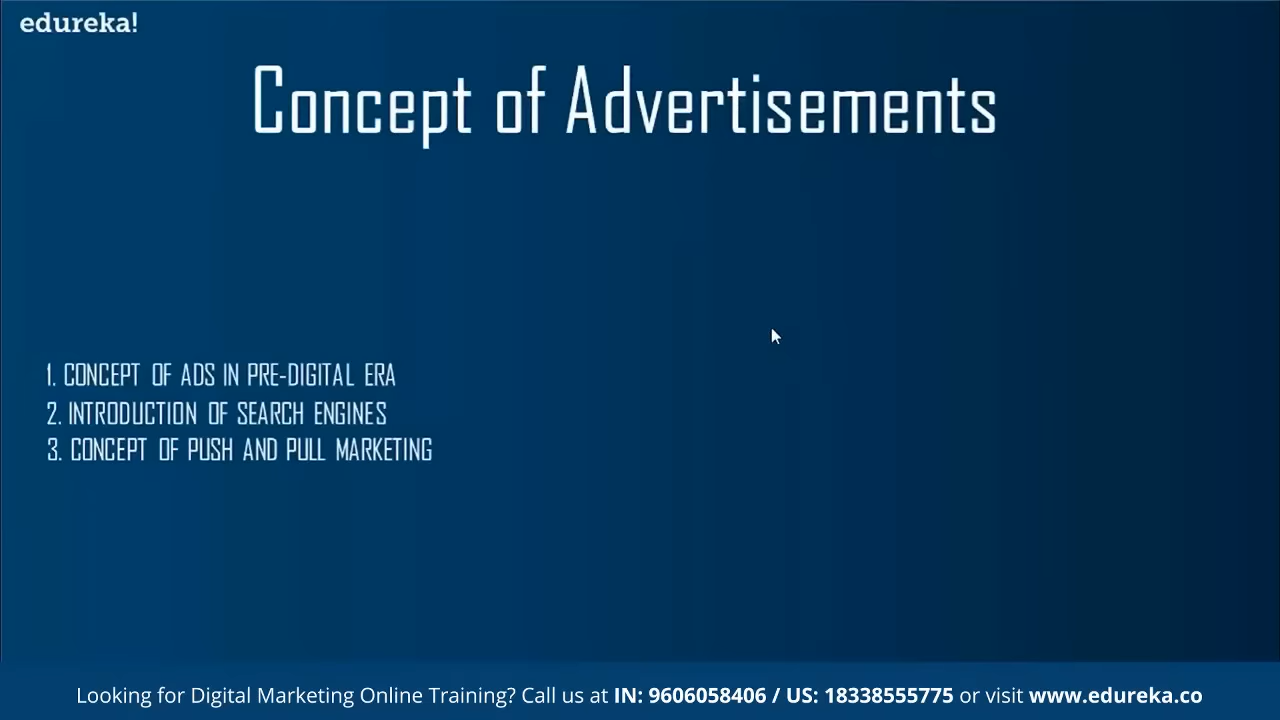 edureka!
Concept of Advertisements
1. CONCEPT OF ADS IN PRE-DIGITAL ERA
2. INTRODUCTION OF SEARCH ENGINES
3. CONCEPT OF PUSH AND PULL MARKETING
Looking for Digital Marketing Online Training? Call us at IN: 9606058406 / US: 18338555775 or visit www.edureka.co